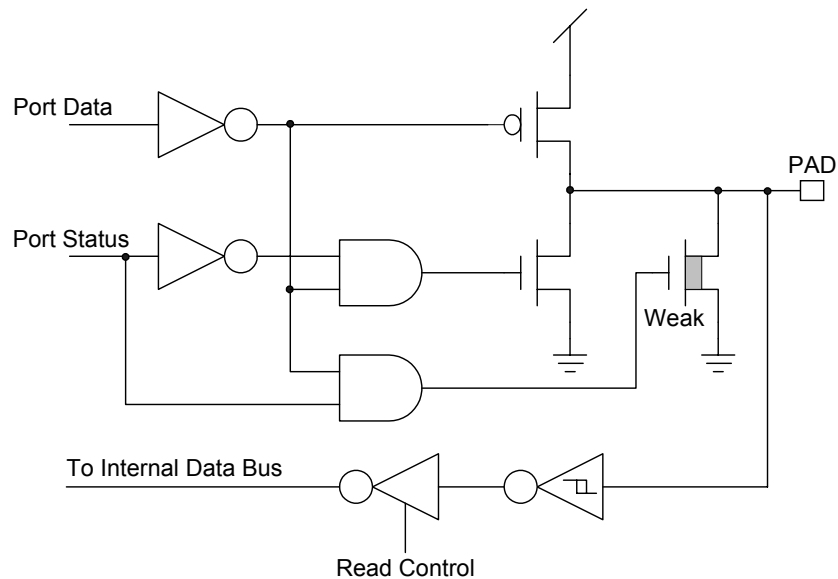 Port Data
PAD
Port Status
Weak
To Internal Data Bus
Read Control